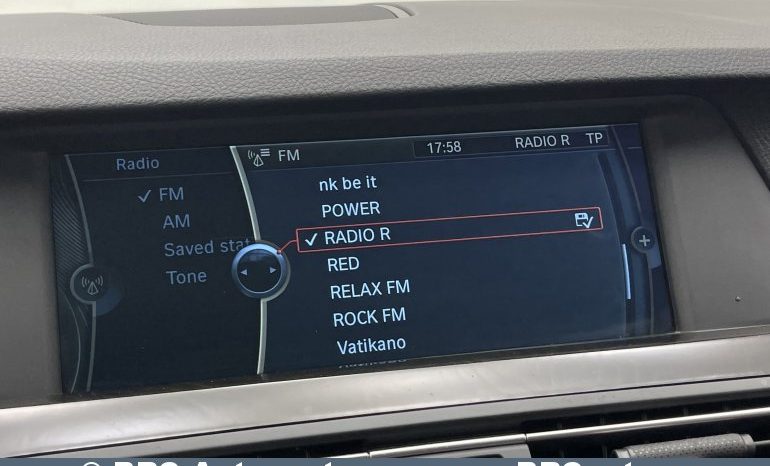 Radio
FM
AM
Saved stat
Tone
FM 17:58 RADIO R TP
nk be it
POWER
RADIO R
RED
RELAX FM
ROCK FM
Vatikano